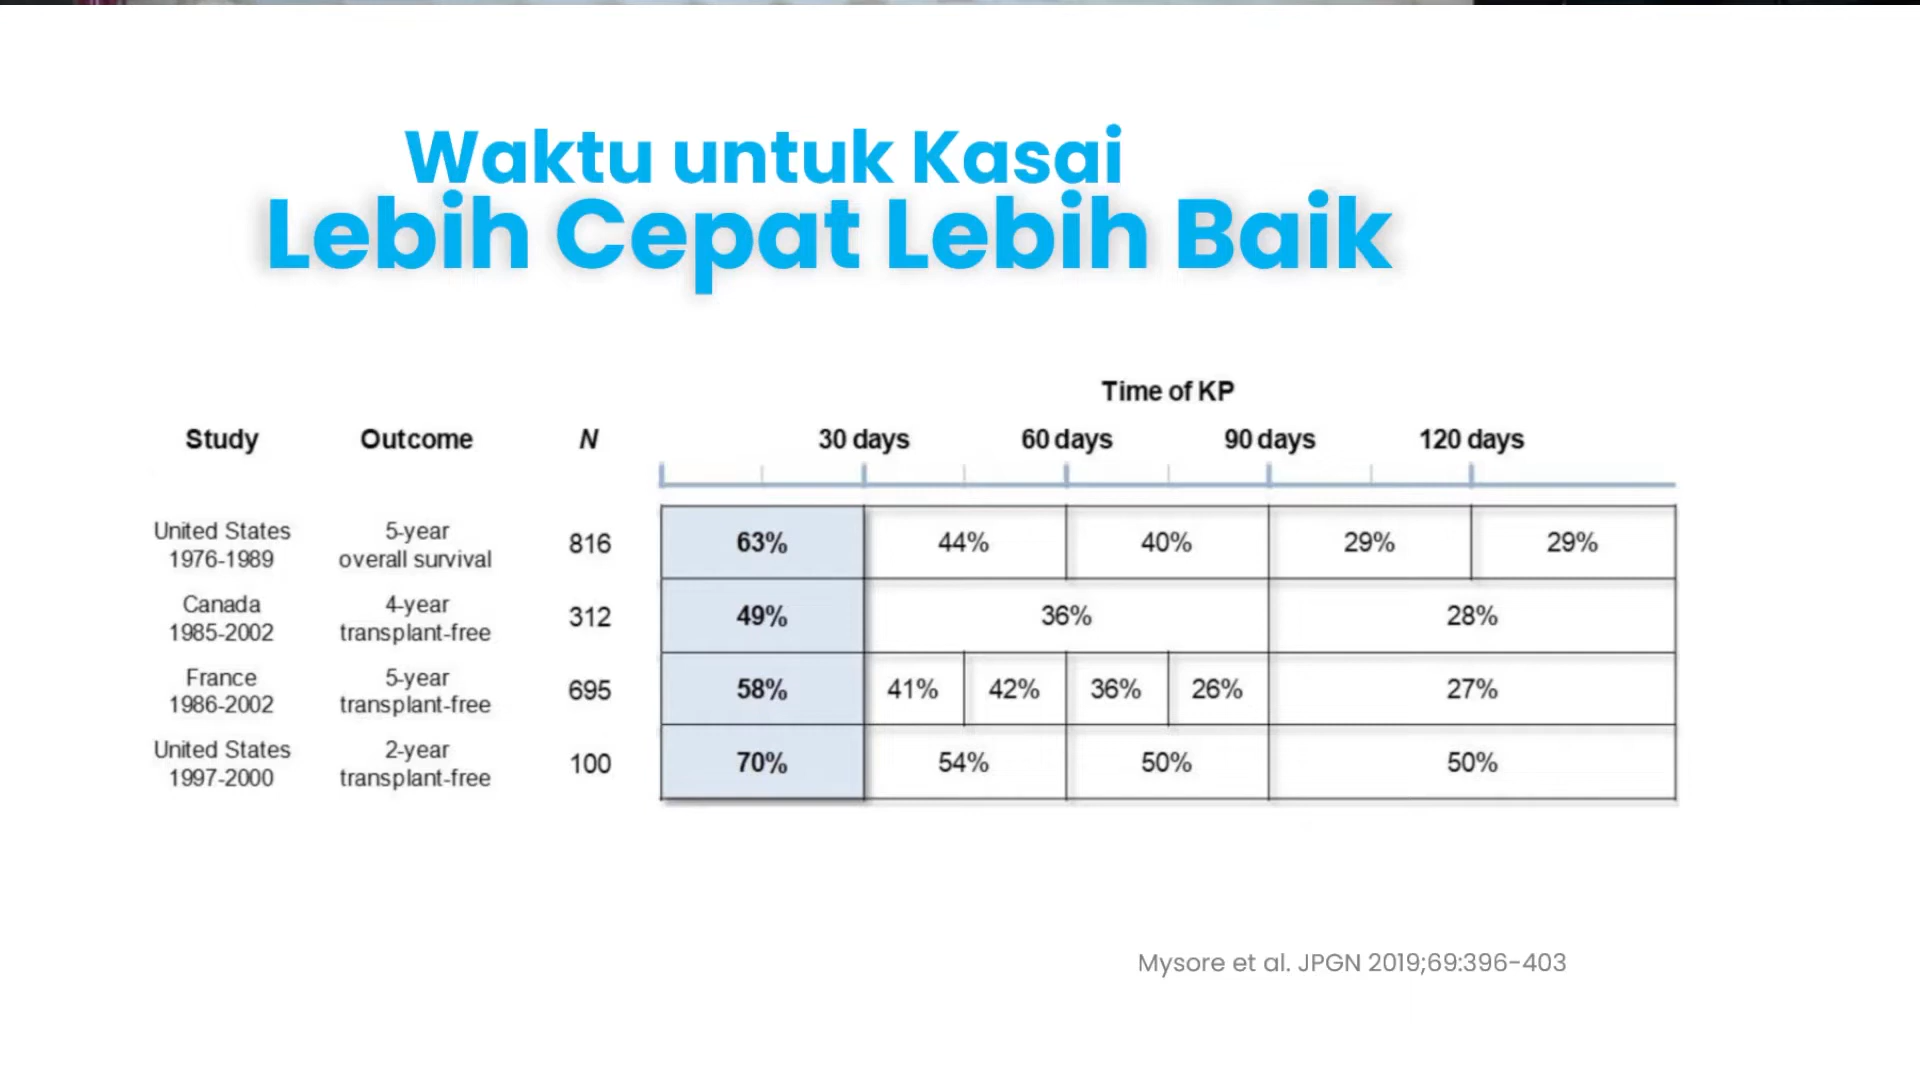 Waktu untuk Kasai
Lebih Cepat Lebih Baik
Time of KP
Study Outcome N 30 days 60 days 90 days 120 days
United States 5-year
1976-1989 overall survival 816 63% 44% 40% 29% 29%
Canada 4-year
1985-2002 transplant-free 312 49% 36% 28%
France 5-year
1986-2002 transplant-free 695 58% 41% 42% 36% 26% 27%
United States 2-year
1997-2000 transplant-free 100 70% 54% 50% 50%
Mysore et al. JPGN 2019;69:396-403